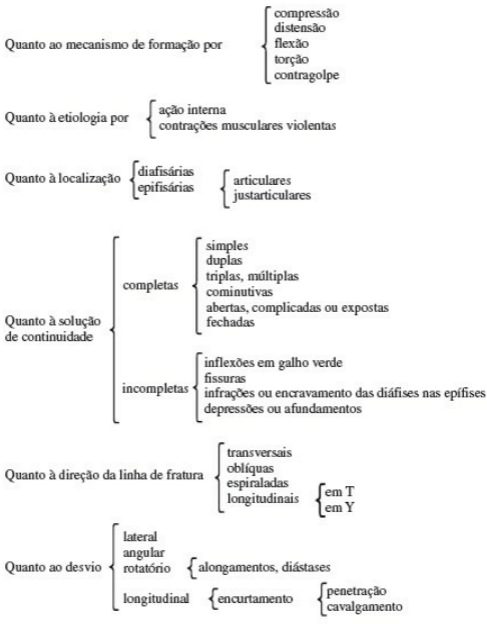 compressão
distensão
Quanto ao mecanismo de formação por
flexão
torção
contragolpe
Quanto à etiologia por
ação interna
contrações musculares violentas
Quanto à localização
diafisárias
epifisárias
articulares
justarticulares
Quanto à solução
de continuidade
completas
simples
duplas
triplas, múltiplas
cominutivas
abertas, complicadas ou expostas
fechadas
incompletas
inflexões em galho verde
fissuras
infrações ou encravamento das diáfises nas epífises
depressões ou afundamentos
Quanto à direção da linha de fratura
transversais
oblíquas
espiraladas
longitudinais
em T
em Y
Quanto ao desvio
lateral
angular
rotatório
alongamentos, diástases
longitudinal
encurtamento
penetração
cavalgamento